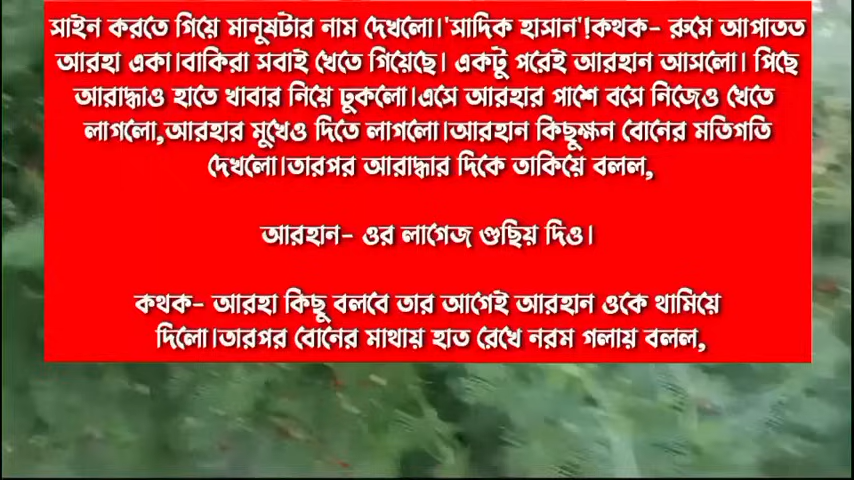 সাইন করতে গিয়ে মানুষটার নাম দেখলো।'সাদিক হাসান'!কথক- রুমে আপাতত
আরহা একা।বাকিরা সবাই খেতে গিয়েছে। একটু পরেই আরহান আসলো। পিছে
আরাদ্ধাও হাতে খাবার নিয়ে ঢুকলো।এসে আরহার পাশে বসে নিজেও খেতে
লাগলো,আরহার মুখেও দিতে লাগলো।আরহান কিছুক্ষন বোনের মতিগতি
দেখলো।তারপর আরাদ্ধার দিকে তাকিয়ে বলল,
আরহান- ওর লাগেজ গুছিয় দিও।
কথক- আরহা কিছু বলবে তার আগেই আরহান ওকে থামিয়ে
দিলো।তারপর বোনের মাথায় হাত রেখে নরম গলায় বলল,